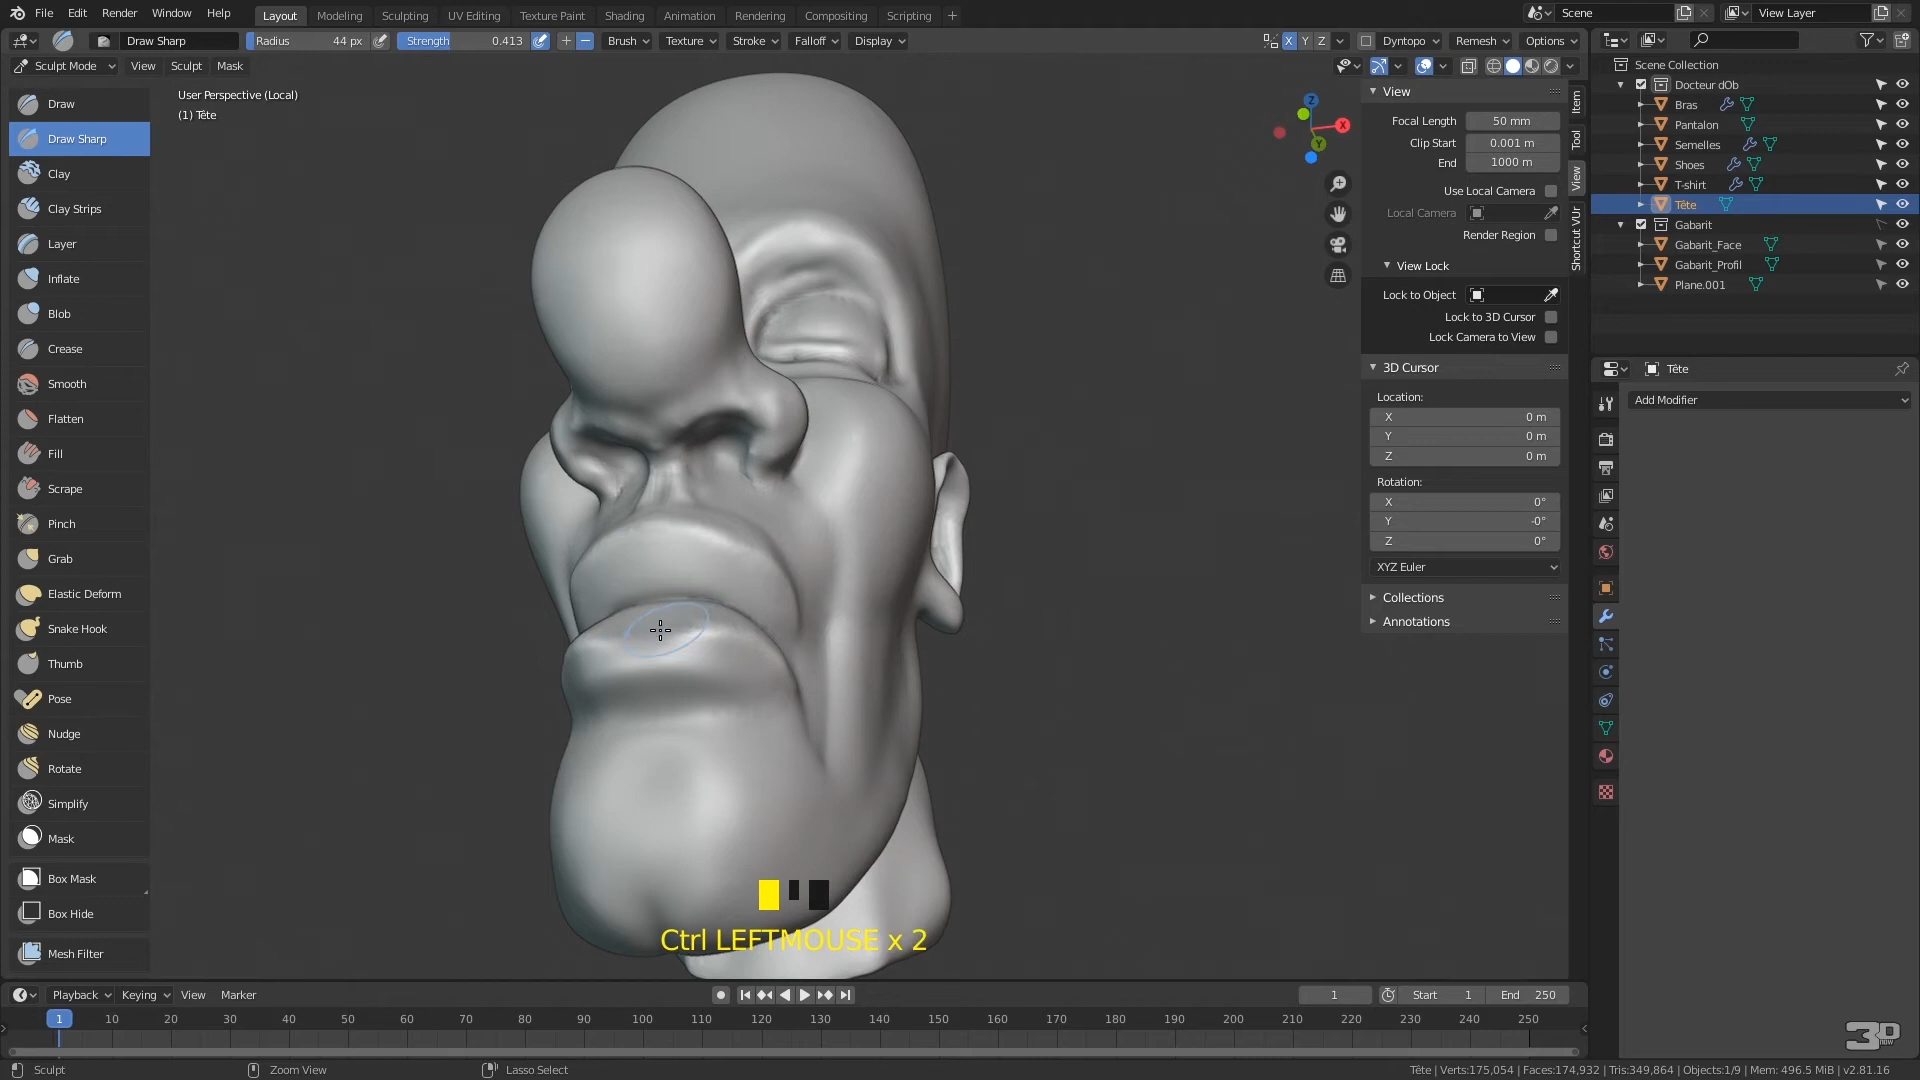 File Edit Render Window Help Layout Modeling Sculpting UV Editing Texture Paint Shading Animation Rendering Compositing Scripting + Scene View Layer
Draw Sharp Radius 44 px Strength 0.413 + − Brush Texture Stroke Falloff Display X Y Z Dyntopo Remesh Options
Sculpt Mode View Sculpt Mask
User Perspective (Local)
(1) Tête
Draw
Draw Sharp
Clay
Clay Strips
Layer
Inflate
Blob
Crease
Smooth
Flatten
Fill
Scrape
Pinch
Grab
Elastic Deform
Snake Hook
Thumb
Pose
Nudge
Rotate
Simplify
Mask
Box Mask
Box Hide
Mesh Filter
Z
X
Y
View
Focal Length 50 mm
Clip Start 0.001 m
End 1000 m
Use Local Camera
Local Camera
Render Region
View Lock
Lock to Object
Lock to 3D Cursor
Lock Camera to View
3D Cursor
Location:
X 0 m
Y 0 m
Z 0 m
Rotation:
X 0°
Y -0°
Z 0°
XYZ Euler
Collections
Annotations
Item
Tool
View
Shortcut VUr
Scene Collection
Docteur dOb
Bras
Pantalon
Semelles
Shoes
T-shirt
Tête
Gabarit
Gabarit_Face
Gabarit_Profil
Plane.001
Tête
Add Modifier
Ctrl LEFTMOUSE x 2
Playback Keying View Marker 1 Start 1 End 250
1 10 20 30 40 50 60 70 80 90 100 110 120 130 140 150 160 170 180 190 200 210 220 230 240 250
3D now
Sculpt Zoom View Lasso Select Tête | Verts:175,054 | Faces:174,932 | Tris:349,864 | Objects:1/9 | Mem: 496.5 MiB | v2.81.16